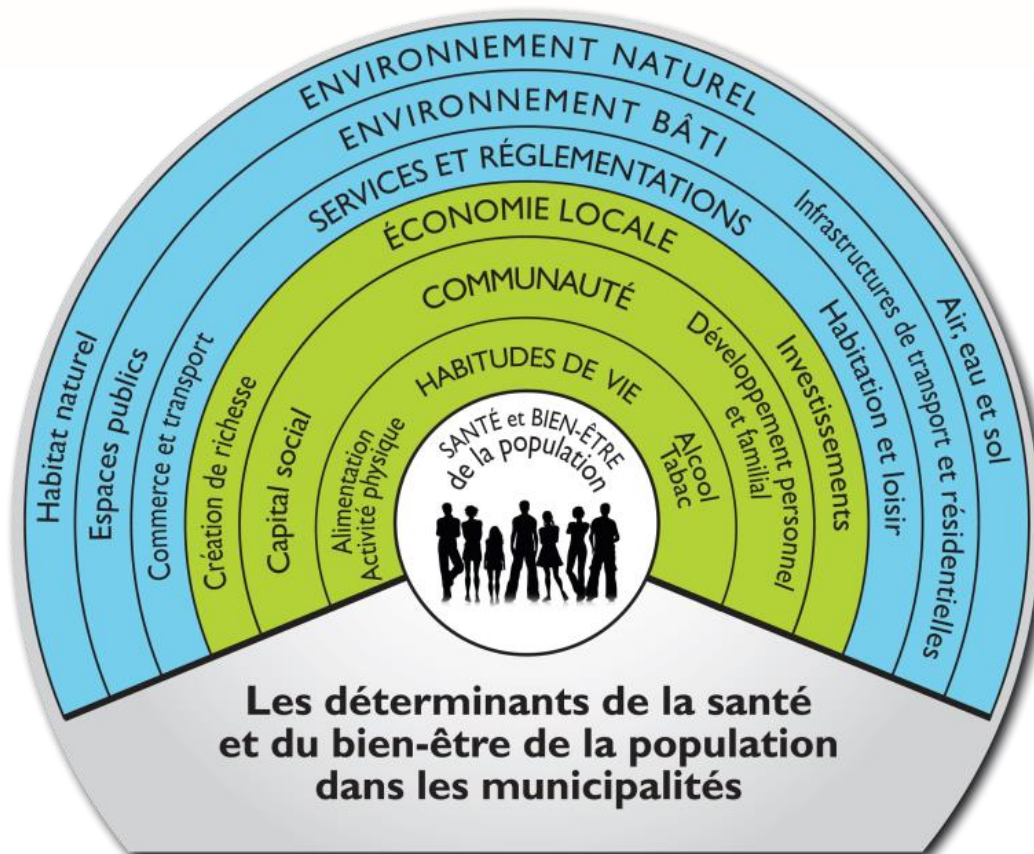 ENVIRONNEMENT NATUREL
ENVIRONNEMENT BÂTI
SERVICES ET RÉGLEMENTATIONS
ÉCONOMIE LOCALE
COMMUNAUTÉ
HABITUDES DE VIE
SANTÉ et BIEN-ÊTRE
de la population
Habitat naturel
Espaces publics
Commerce et transport
Création de richesse
Capital social
Alimentation
Activité physique
Alcool
Tabac
Développement personnel
et familial
Investissements
Habitation et loisir
Infrastructures de transport et résidentielles
Air, eau et sol
Les déterminants de la santé
et du bien-être de la population
dans les municipalités